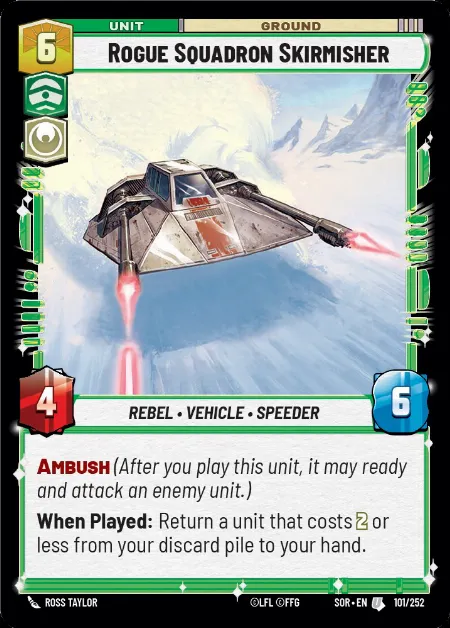 UNIT GROUND
6 ROGUE SQUADRON SKIRMISHER
4 REBEL • VEHICLE • SPEEDER 6
AMBUSH (After you play this unit, it may ready
and attack an enemy unit.)
When Played: Return a unit that costs 2 or
less from your discard pile to your hand.
ROSS TAYLOR ©LFL ©FFG SOR • EN U 101/252